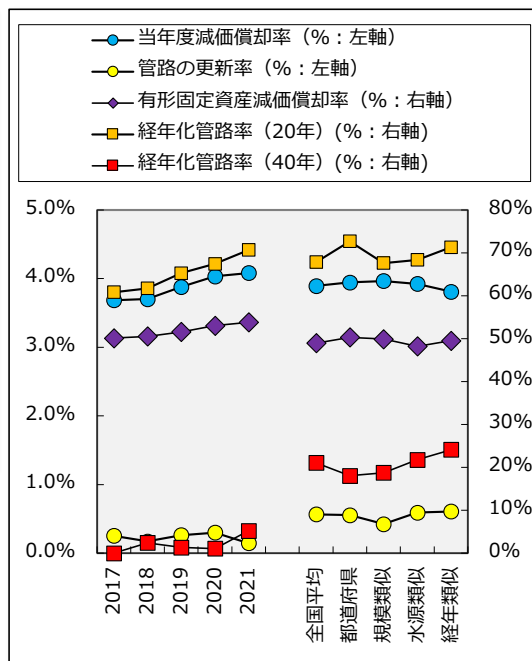 当年度減価償却率（%：左軸）
管路の更新率（%：左軸）
有形固定資産減価償却率（%：右軸）
経年化管路率（20年）(%：右軸)
経年化管路率（40年）(%：右軸)
5.0%
4.0%
3.0%
2.0%
1.0%
0.0%
80%
70%
60%
50%
40%
30%
20%
10%
0%
2017
2018
2019
2020
2021
全国平均
都道府県
規模類似
水源類似
経年類似